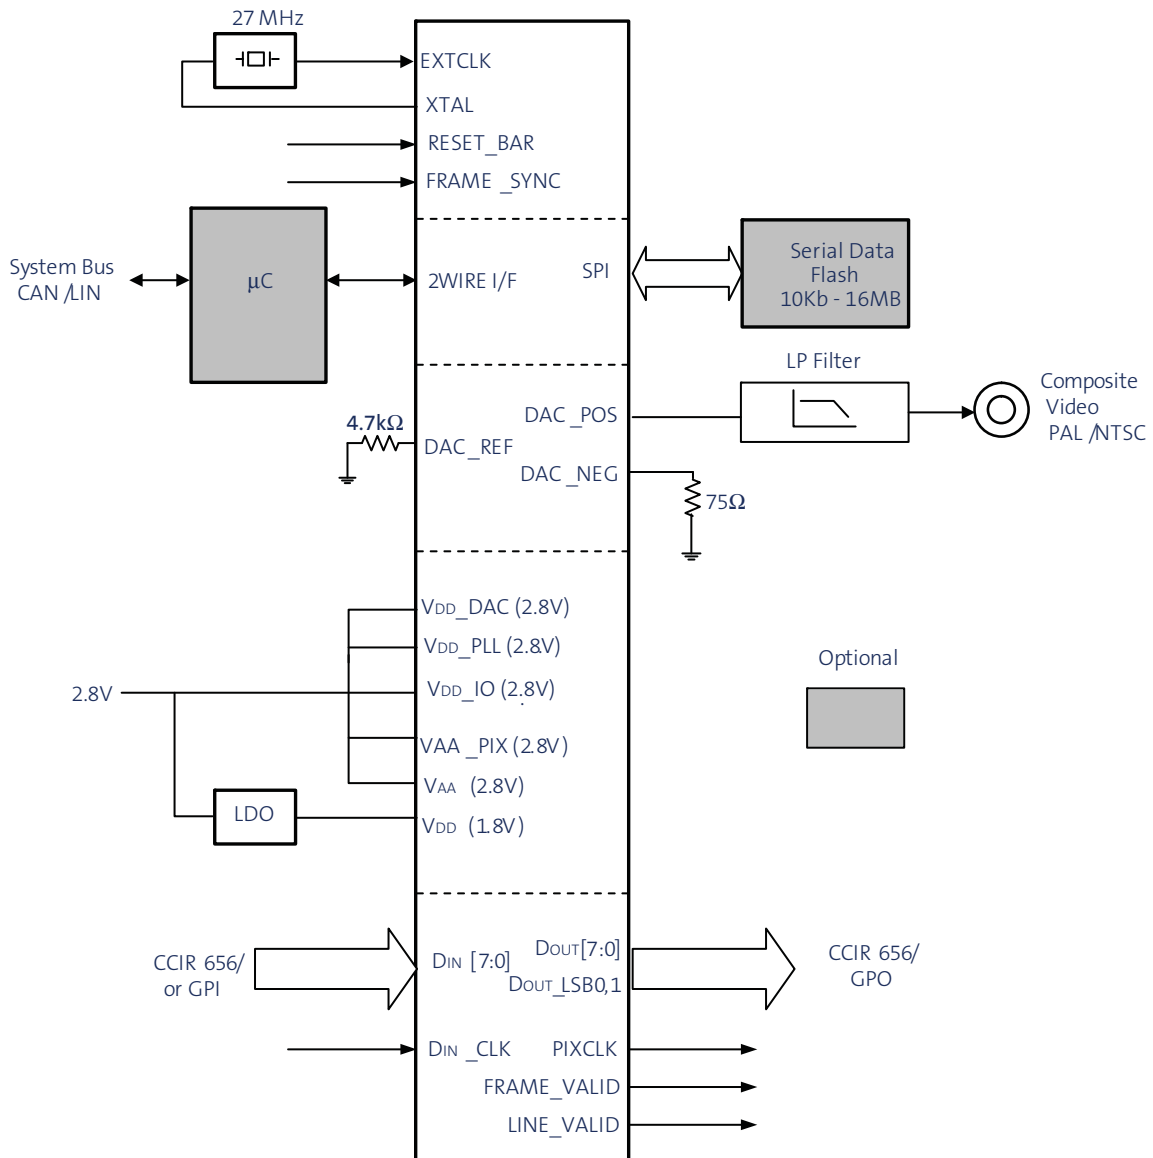 27 MHz
EXTCLK
XTAL
RESET_BAR
FRAME _SYNC
System Bus
CAN /LIN
µC
2WIRE I/F
SPI
Serial Data
Flash
10Kb - 16MB
LP Filter
4.7kΩ
DAC _REF
DAC _POS
DAC _NEG
75Ω
Composite
Video
PAL /NTSC
2.8V
VDD_DAC (2.8V)
VDD_PLL (2.8V)
VDD_IO (2.8V)
VAA _PIX (2.8V)
VAA (2.8V)
VDD (1.8V)
LDO
Optional
CCIR 656/
or GPI
DIN [7:0]
DOUT[7:0]
DOUT_LSB0,1
CCIR 656/
GPO
DIN _CLK
PIXCLK
FRAME_VALID
LINE_VALID